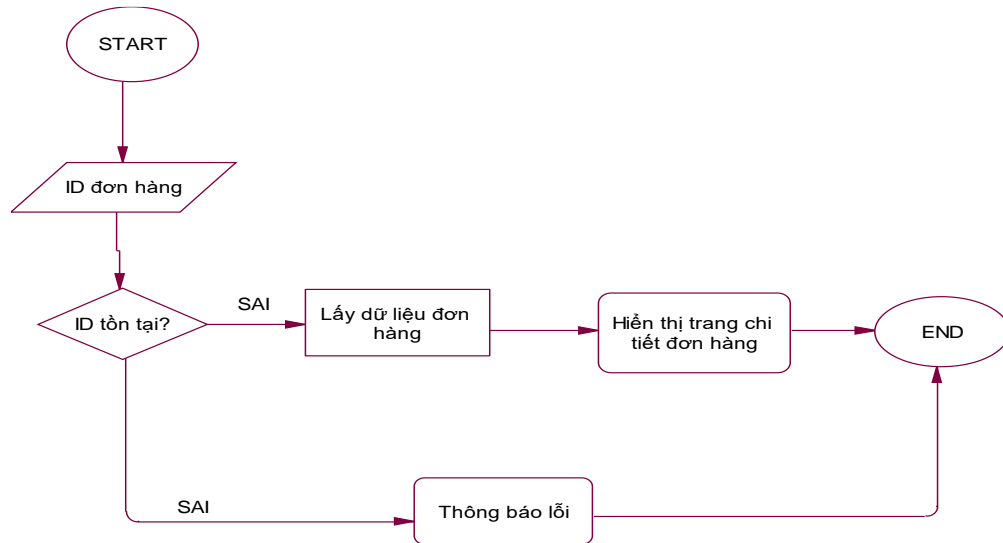 START
ID đơn hàng
ID tồn tại?
SAI
Lấy dữ liệu đơn
hàng
Hiển thị trang chi
tiết đơn hàng
END
SAI
Thông báo lỗi